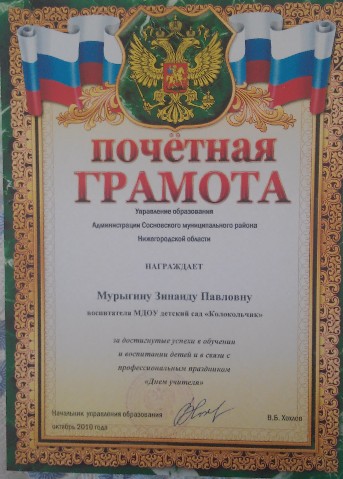 почётная
ГРАМОТА
Управление образования
Администрации Сосновского муниципального района
Нижегородской области
НАГРАЖДАЕТ
Мурыгину Зинаиду Павловну
воспитателя МДОУ детский сад «Колокольчик»
за достигнутые успехи в обучении
и воспитании детей и в связи с
профессиональным праздником
«Днем учителя»
Начальник управления образования
В.Б.
октябрь 2010 года